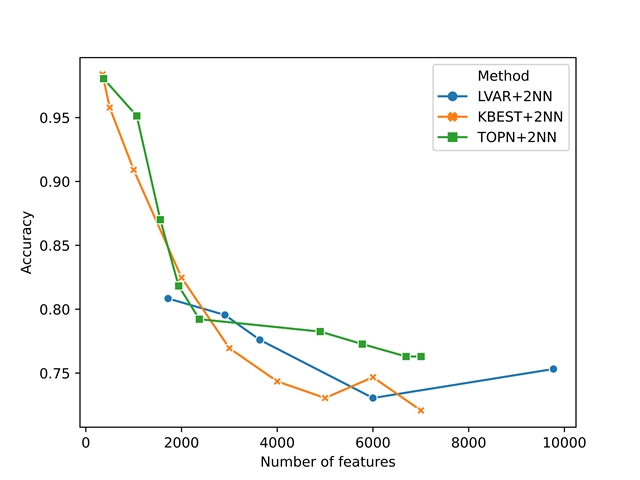 Method
LVAR+2NN
KBEST+2NN
TOPN+2NN
Accuracy
0.95
0.90
0.85
0.80
0.75
0 2000 4000 6000 8000 10000
Number of features